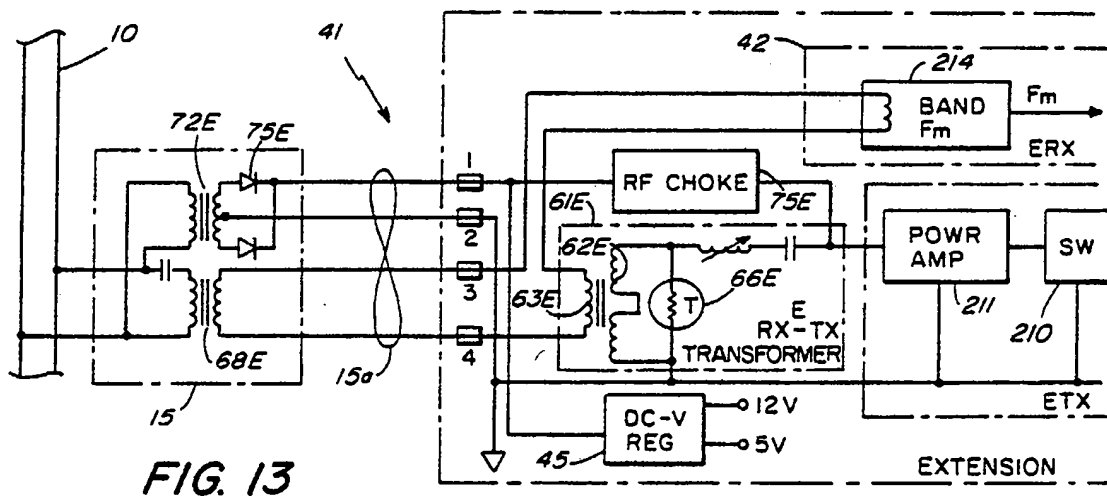 10
41
42
214
BAND
Fm
Fm
ERX
72E
75E
1
RF CHOKE
75E
2
61E
62E
POWR
AMP
SW
3
63E
T
66E
211
210
4
E
RX-TX
TRANSFORMER
68E
15
15a
ETX
DC-V
REG
12V
5V
45
EXTENSION
FIG. 13